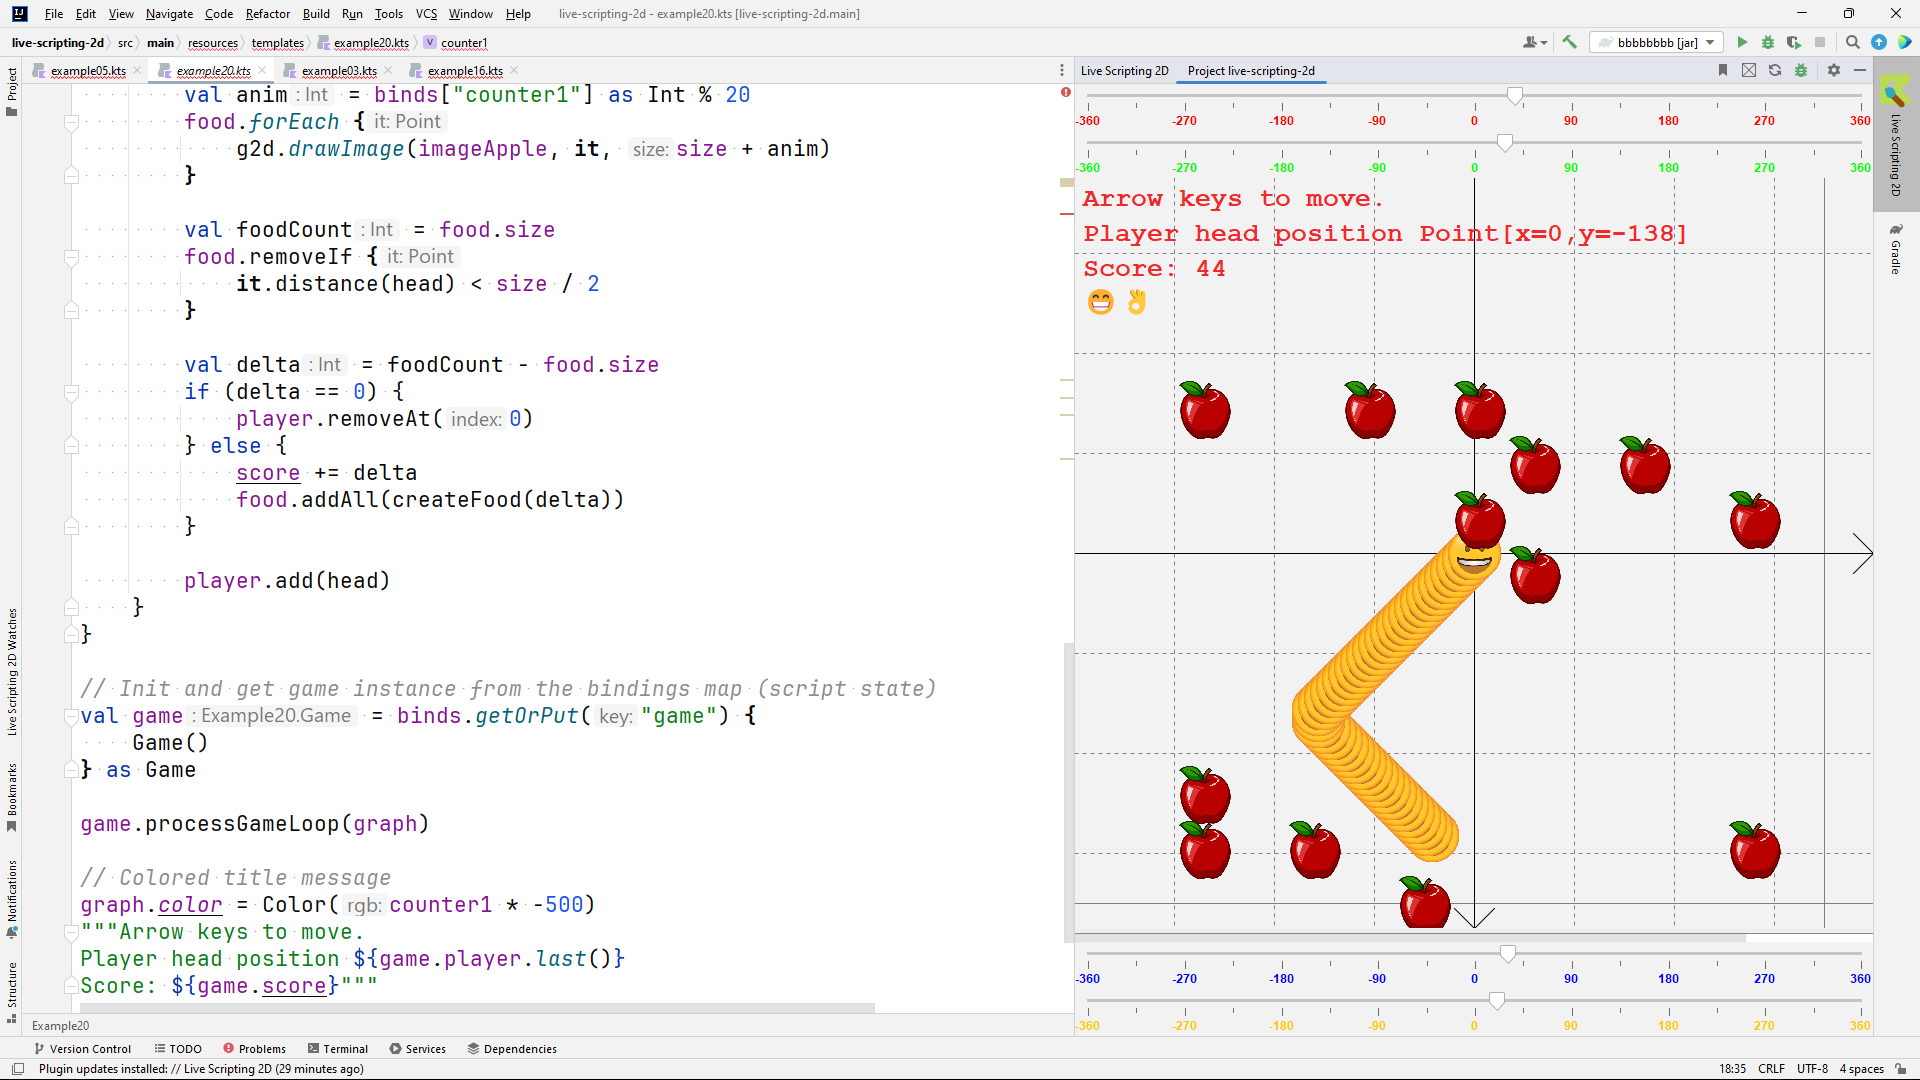 File Edit View Navigate Code Refactor Build Run Tools VCS Window Help live-scripting-2d - example20.kts [live-scripting-2d.main]
live-scripting-2d src main resources templates example20.kts counter1
bbbbbbbb [jar]
example05.kts example20.kts example03.kts example16.kts
Live Scripting 2D Project live-scripting-2d
Project
val anim : Int = binds["counter1"] as Int % 20
food.forEach { it: Point
g2d.drawImage(imageApple, it, size: size + anim)
}
val foodCount : Int = food.size
food.removeIf { it: Point
it.distance(head) < size / 2
}
val delta : Int = foodCount - food.size
if (delta == 0) {
player.removeAt( index: 0)
} else {
score += delta
food.addAll(createFood(delta))
}
player.add(head)
}
}
// Init and get game instance from the bindings map (script state)
val game : Example20.Game = binds.getOrPut( key: "game") {
Game()
} as Game
game.processGameLoop(graph)
// Colored title message
graph.color = Color( rgb: counter1 * -500)
"""Arrow keys to move.
Player head position ${game.player.last()}
Score: ${game.score}"""
Example20
Live Scripting 2D Watches
Bookmarks
Notifications
Structure
-360 -270 -180 -90 0 90 180 270 360
-360 -270 -180 -90 0 90 180 270 360
Arrow keys to move.
Player head position Point[x=0,y=-138]
Score: 44
😁 👌
-360 -270 -180 -90 0 90 180 270 360
-360 -270 -180 -90 0 90 180 270 360
Live Scripting 2D
Gradle
Version Control TODO Problems Terminal Services Dependencies
Plugin updates installed: // Live Scripting 2D (29 minutes ago) 18:35 CRLF UTF-8 4 spaces